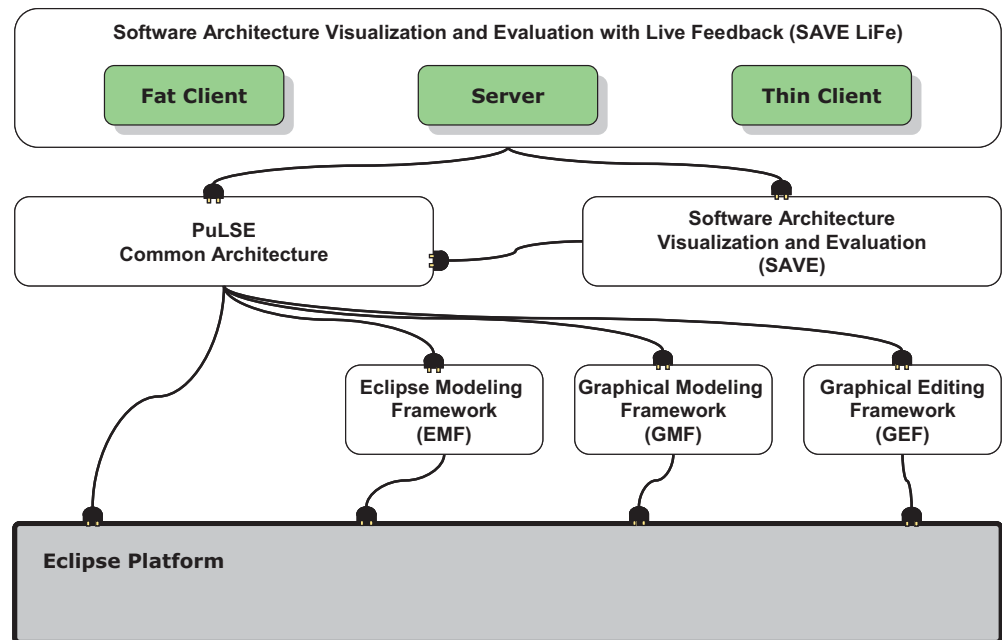 Software Architecture Visualization and Evaluation with Live Feedback (SAVE LiFe)
Fat Client
Server
Thin Client
PuLSE
Common Architecture
Software Architecture
Visualization and Evaluation
(SAVE)
Eclipse Modeling
Framework
(EMF)
Graphical Modeling
Framework
(GMF)
Graphical Editing
Framework
(GEF)
Eclipse Platform